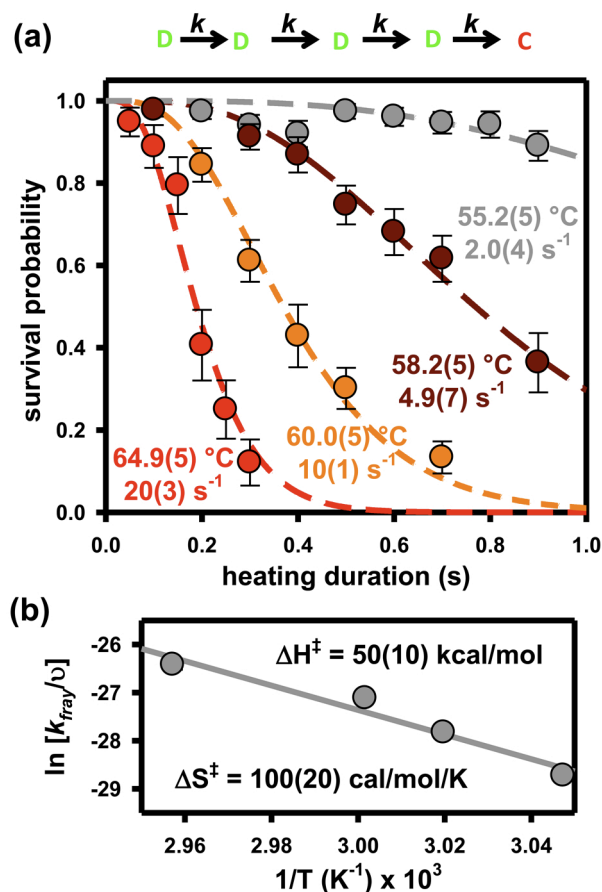 (a)
D k D k D k D k C
survival probability
1.0
0.8
0.6
0.4
0.2
0.0
55.2(5) °C
2.0(4) s⁻¹
58.2(5) °C
4.9(7) s⁻¹
60.0(5) °C
10(1) s⁻¹
64.9(5) °C
20(3) s⁻¹
0.0 0.2 0.4 0.6 0.8 1.0
heating duration (s)
(b)
ln [kfray/υ]
-26
-27
-28
-29
ΔH‡ = 50(10) kcal/mol
ΔS‡ = 100(20) cal/mol/K
2.96 2.98 3.00 3.02 3.04
1/T (K⁻¹) x 10³